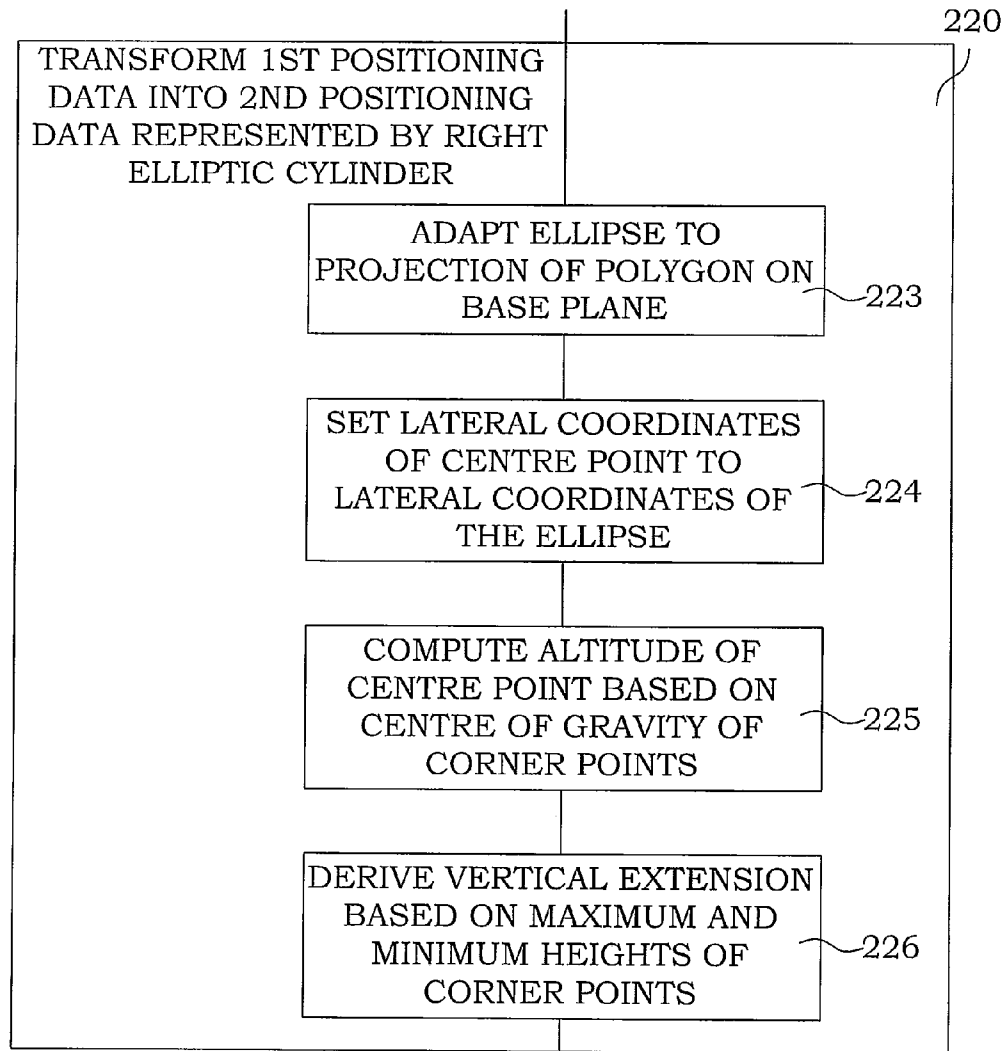 220
TRANSFORM 1ST POSITIONING
DATA INTO 2ND POSITIONING
DATA REPRESENTED BY RIGHT
ELLIPTIC CYLINDER
ADAPT ELLIPSE TO
PROJECTION OF POLYGON ON
BASE PLANE
223
SET LATERAL COORDINATES
OF CENTRE POINT TO
LATERAL COORDINATES OF
THE ELLIPSE
224
COMPUTE ALTITUDE OF
CENTRE POINT BASED ON
CENTRE OF GRAVITY OF
CORNER POINTS
225
DERIVE VERTICAL EXTENSION
BASED ON MAXIMUM AND
MINIMUM HEIGHTS OF
CORNER POINTS
226